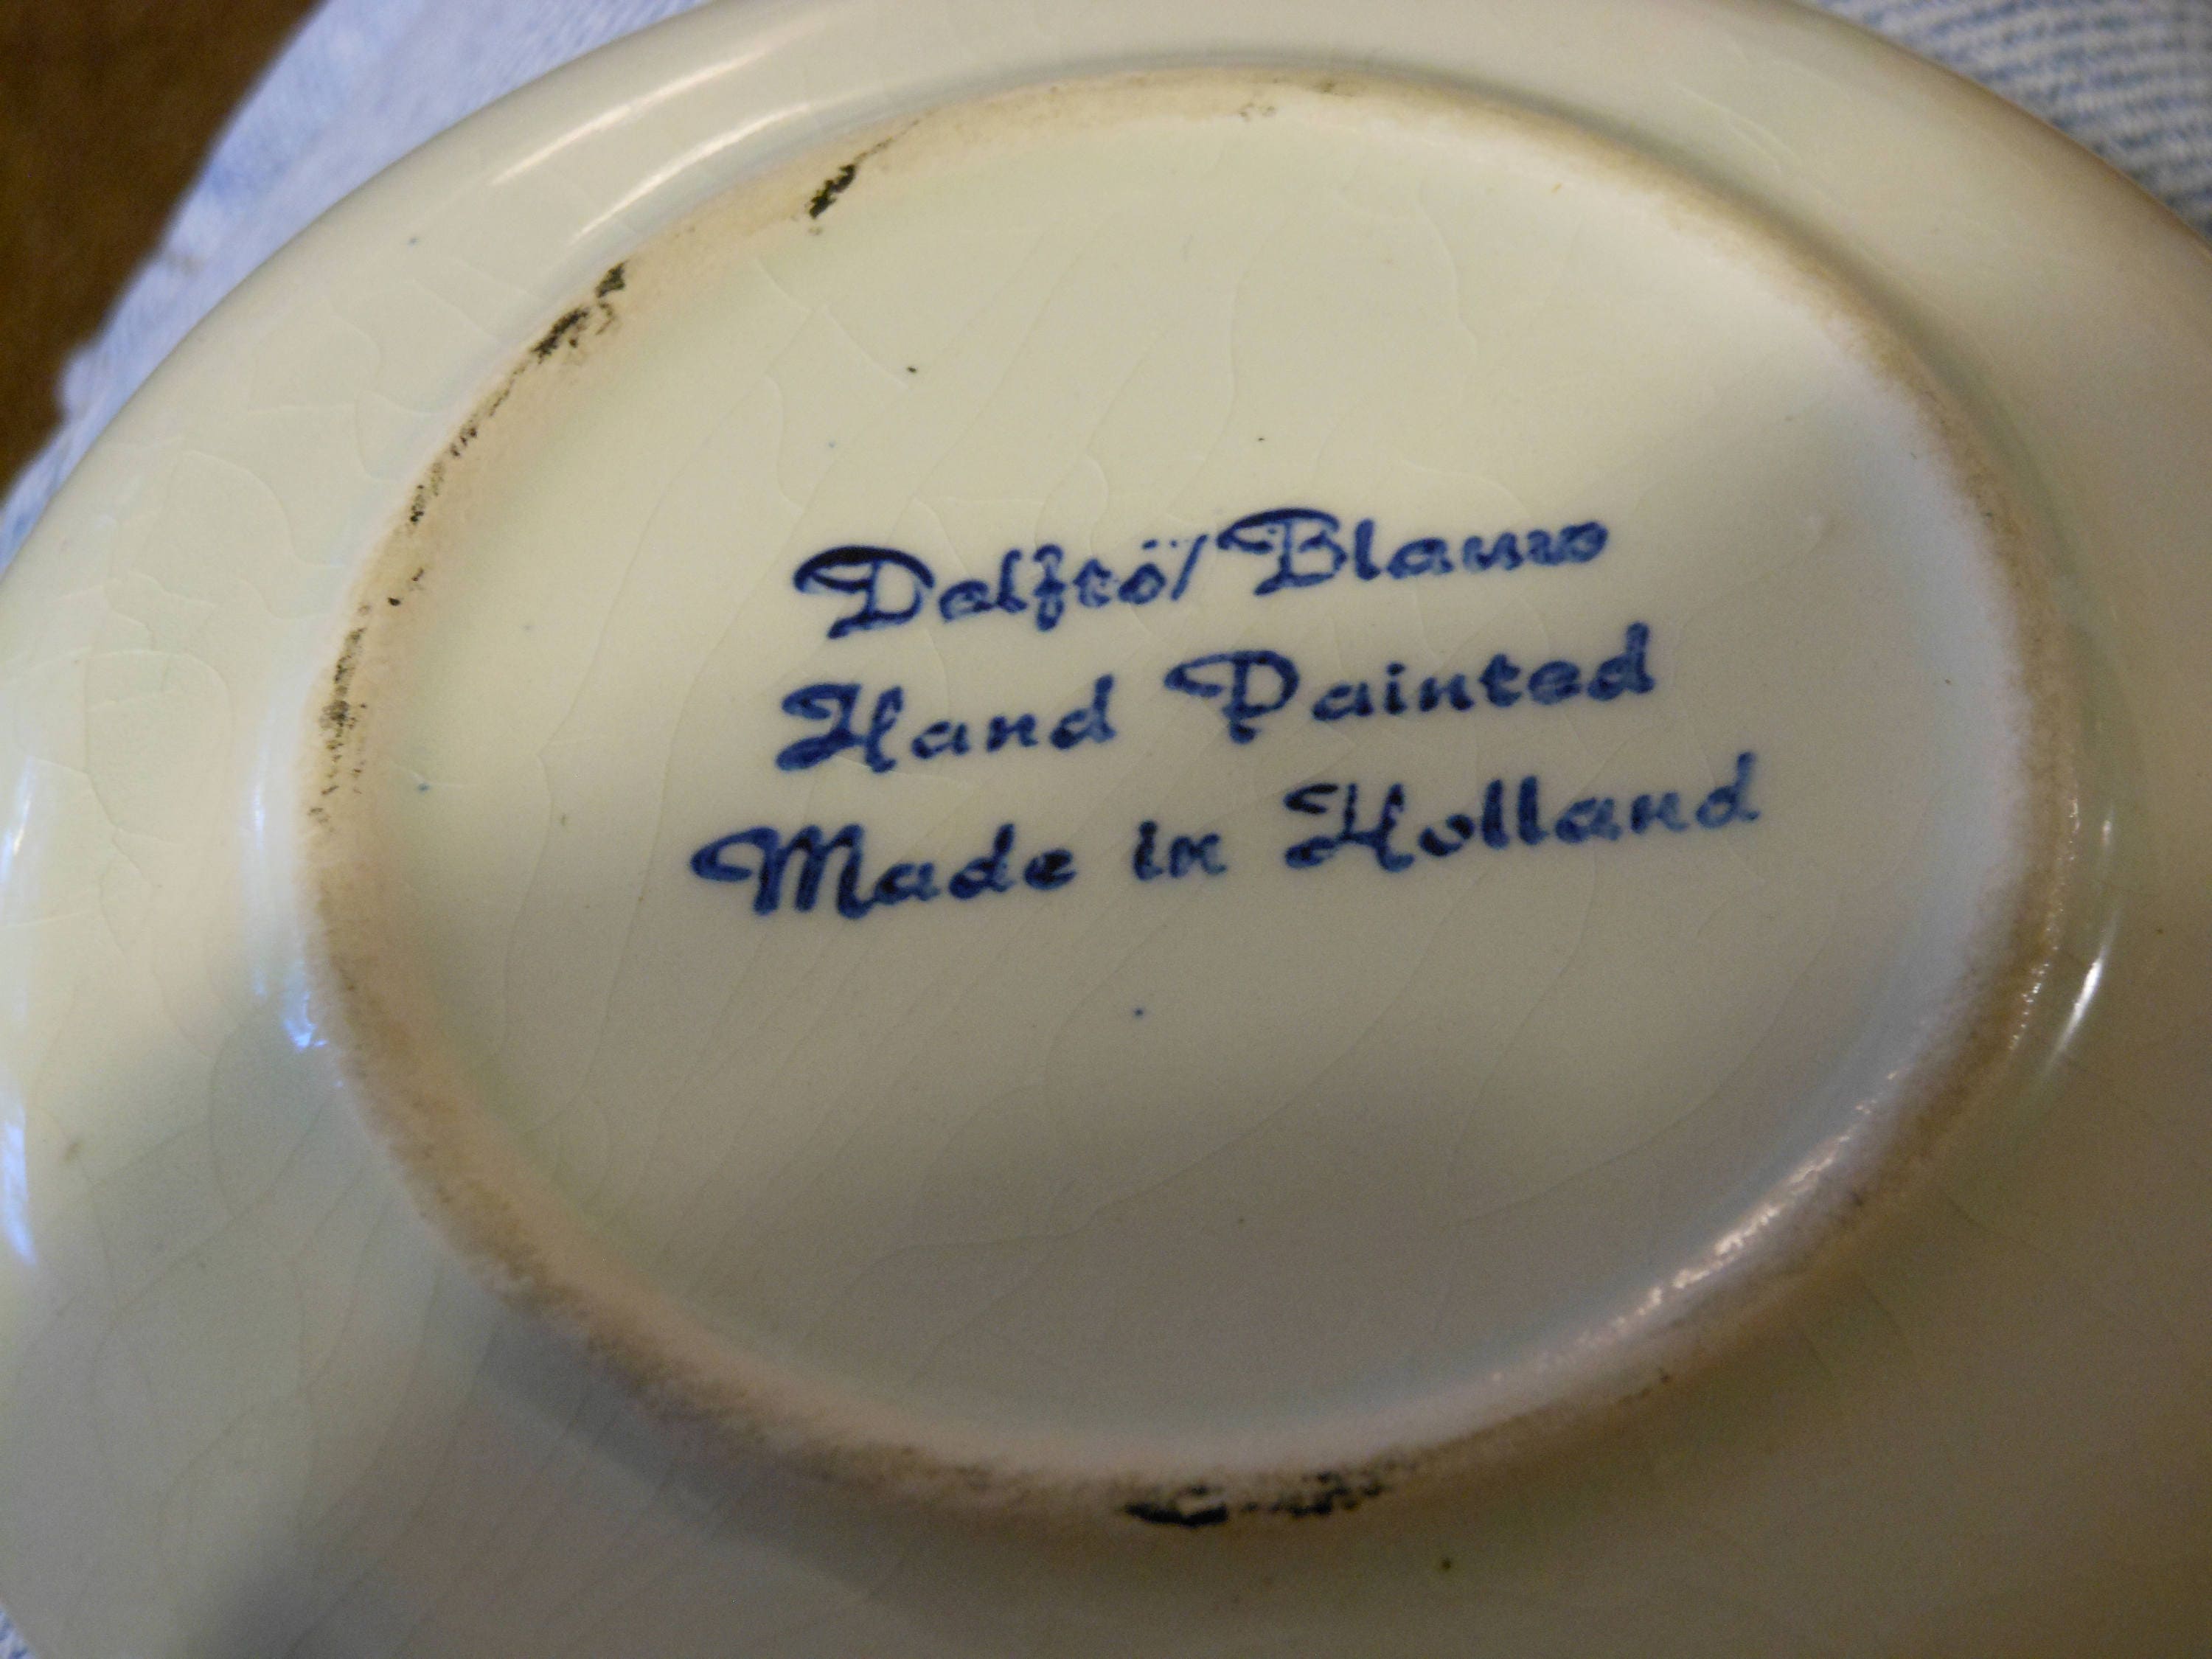 Delfts/Blauw
Hand Painted
Made in Holland